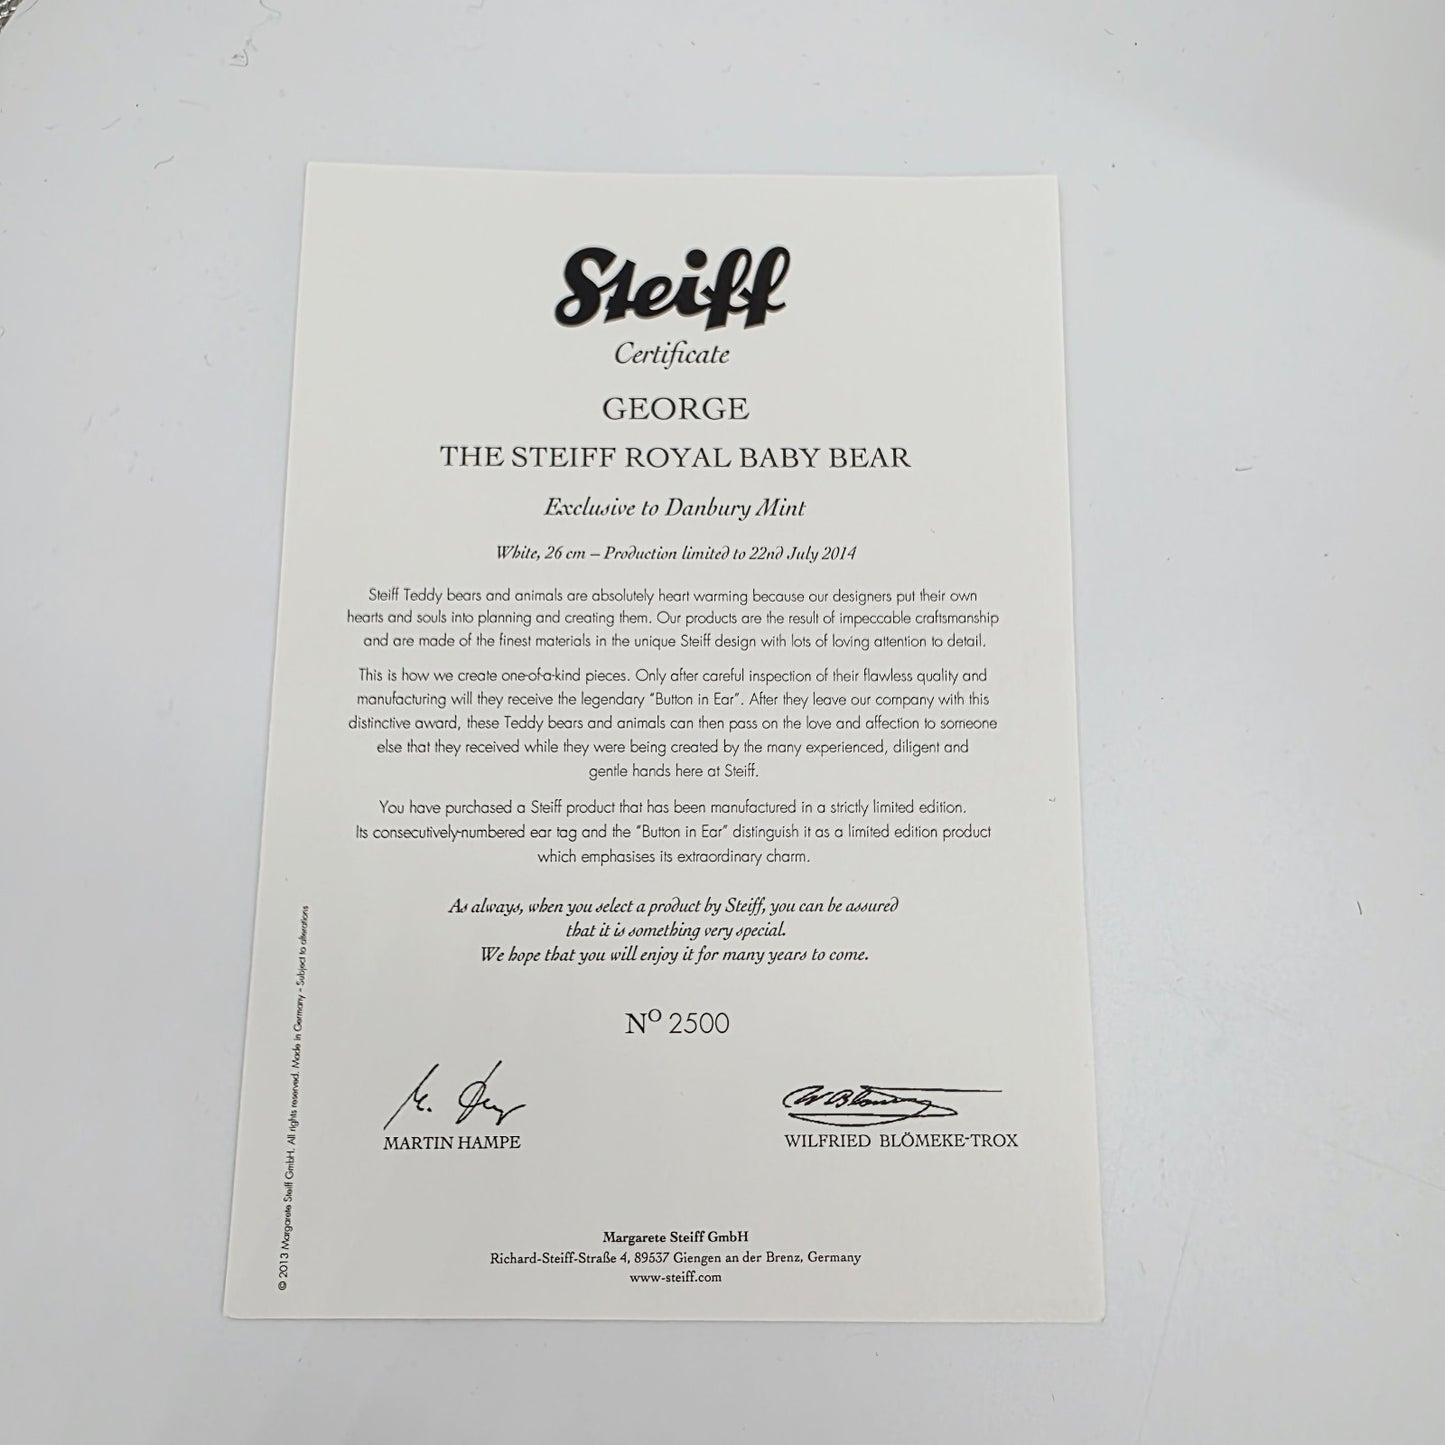 Steiff
Certificate
GEORGE
THE STEIFF ROYAL BABY BEAR
Exclusive to Danbury Mint
White, 26 cm – Production limited to 22nd July 2014
Steiff Teddy bears and animals are absolutely heart warming because our designers put their own
hearts and souls into planning and creating them. Our products are the result of impeccable craftsmanship
and are made of the finest materials in the unique Steiff design with lots of loving attention to detail.
This is how we create one-of-a-kind pieces. Only after careful inspection of their flawless quality and
manufacturing will they receive the legendary "Button in Ear". After they leave our company with this
distinctive award, these Teddy bears and animals can then pass on the love and affection to someone
else that they received while they were being created by the many experienced, diligent and
gentle hands here at Steiff.
You have purchased a Steiff product that has been manufactured in a strictly limited edition.
Its consecutively-numbered ear tag and the "Button in Ear" distinguish it as a limited edition product
which emphasises its extraordinary charm.
As always, when you select a product by Steiff, you can be assured
that it is something very special.
We hope that you will enjoy it for many years to come.
Nº 2500
MARTIN HAMPE
WILFRIED BLÖMEKE-TROX
Margarete Steiff GmbH
Richard-Steiff-Straße 4, 89537 Giengen an der Brenz, Germany
www-steiff.com
© 2013 Margarete Steiff GmbH. All rights reserved. Made in Germany – Subject to alterations